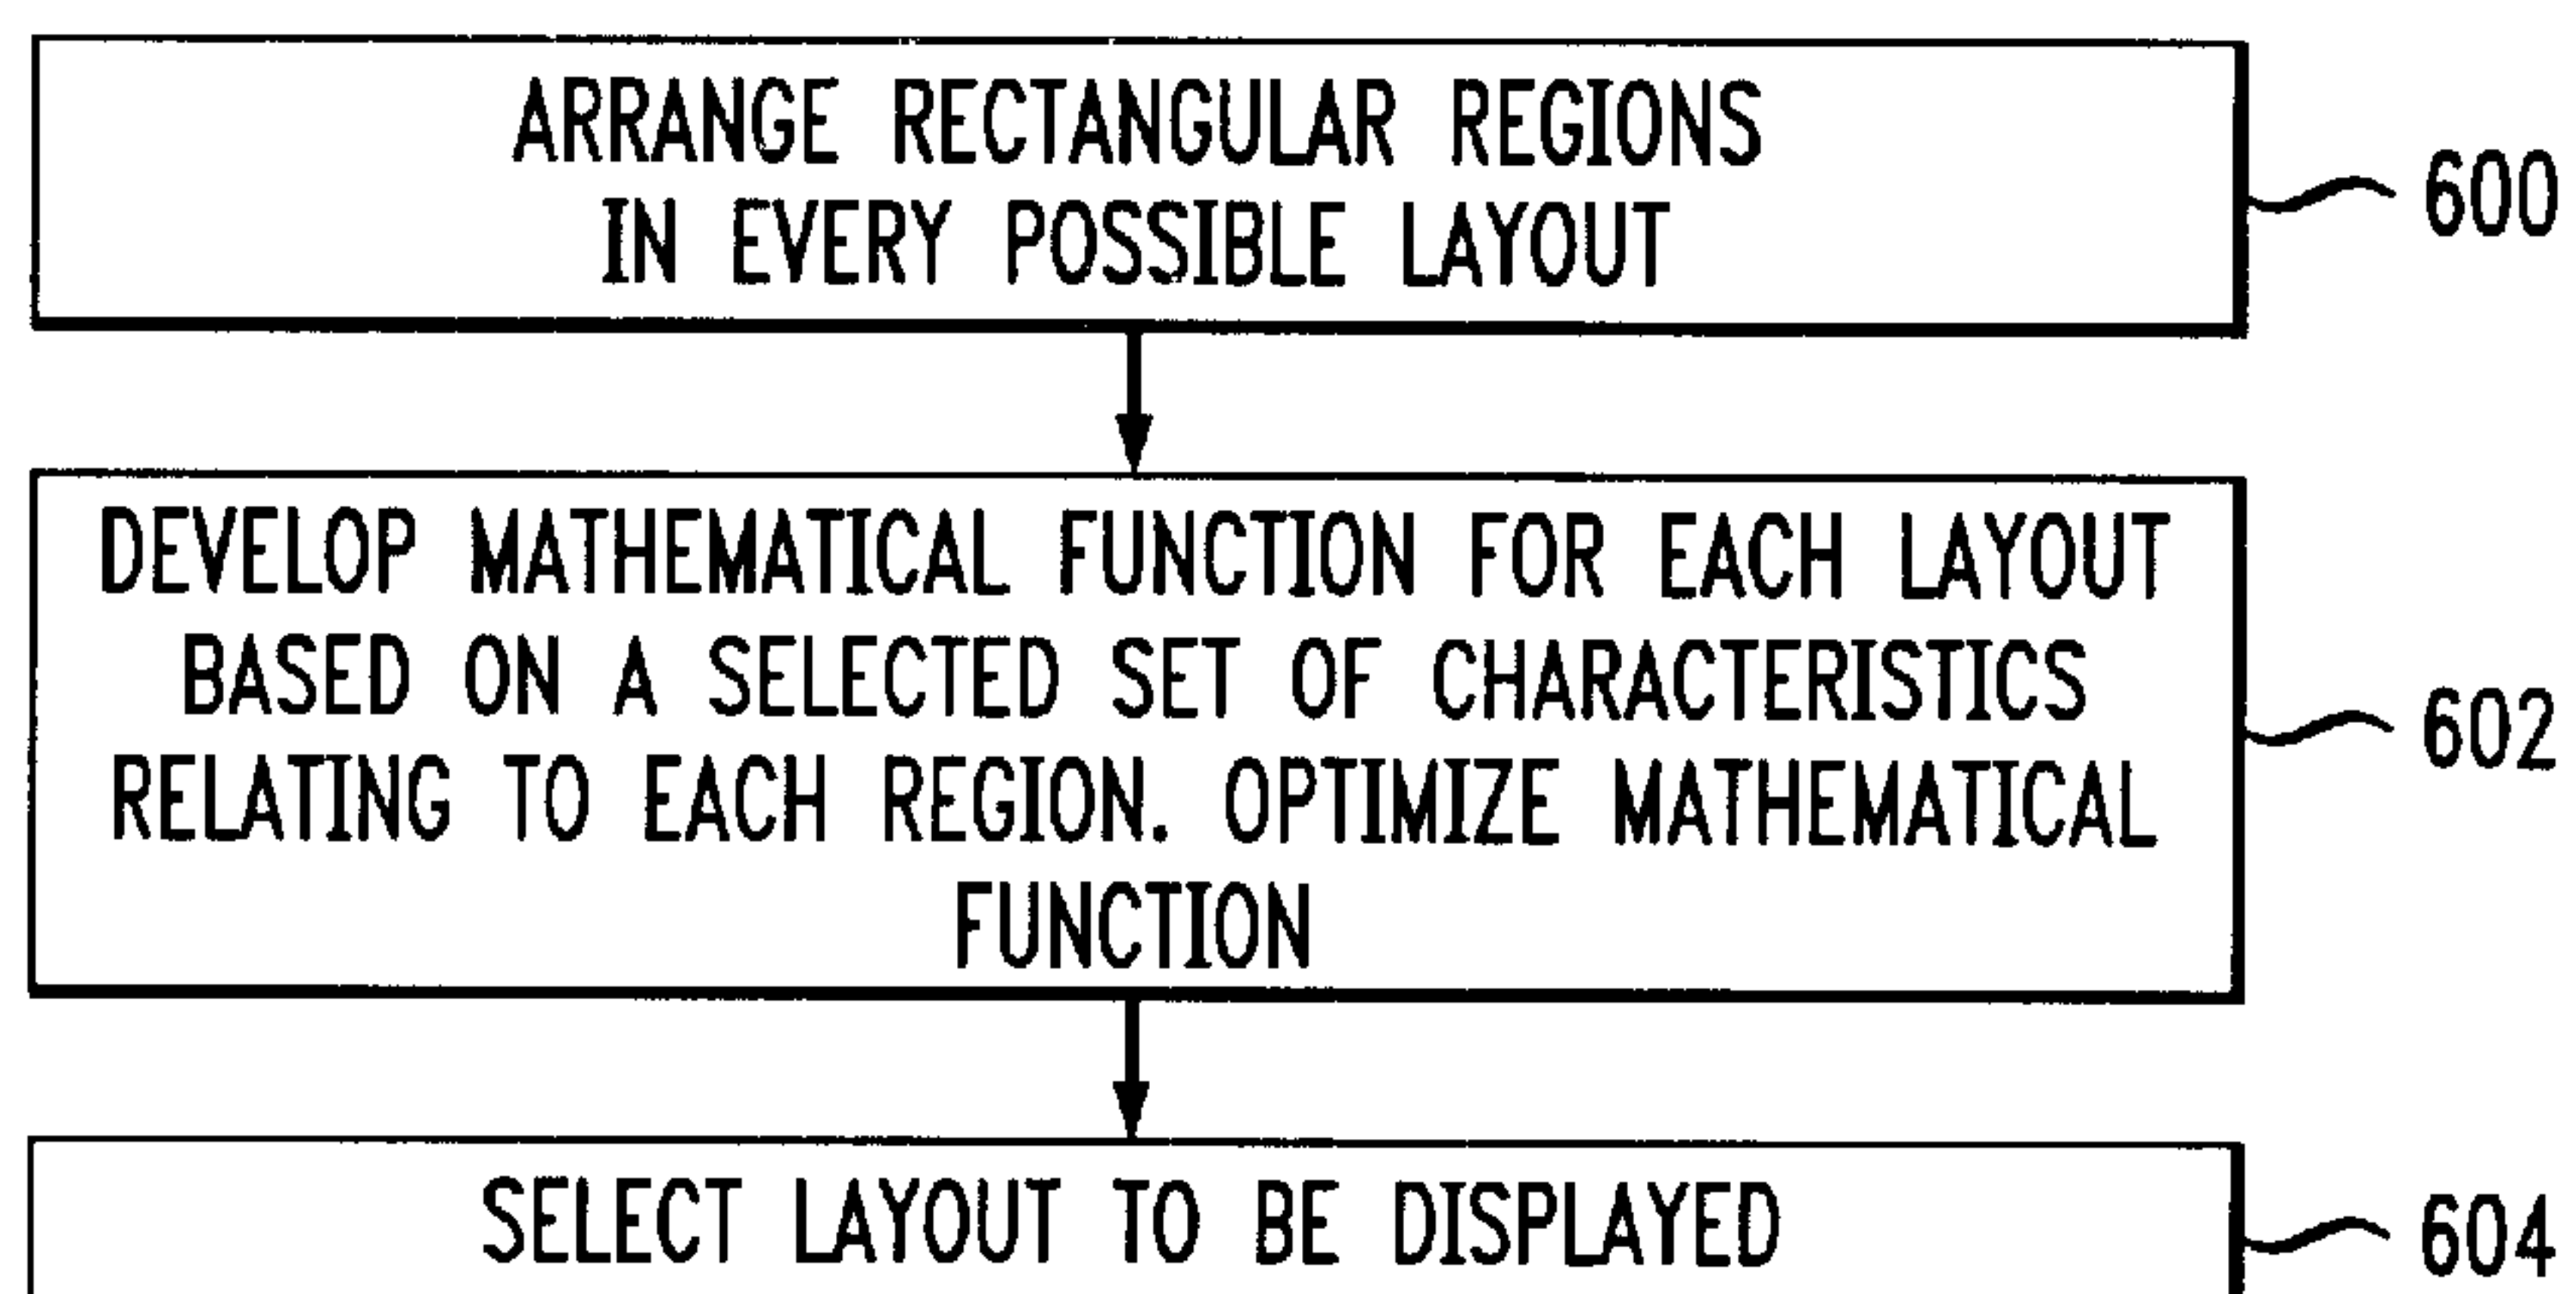 ARRANGE RECTANGULAR REGIONS
IN EVERY POSSIBLE LAYOUT
600
DEVELOP MATHEMATICAL FUNCTION FOR EACH LAYOUT
BASED ON A SELECTED SET OF CHARACTERISTICS
RELATING TO EACH REGION. OPTIMIZE MATHEMATICAL
FUNCTION
602
SELECT LAYOUT TO BE DISPLAYED
604